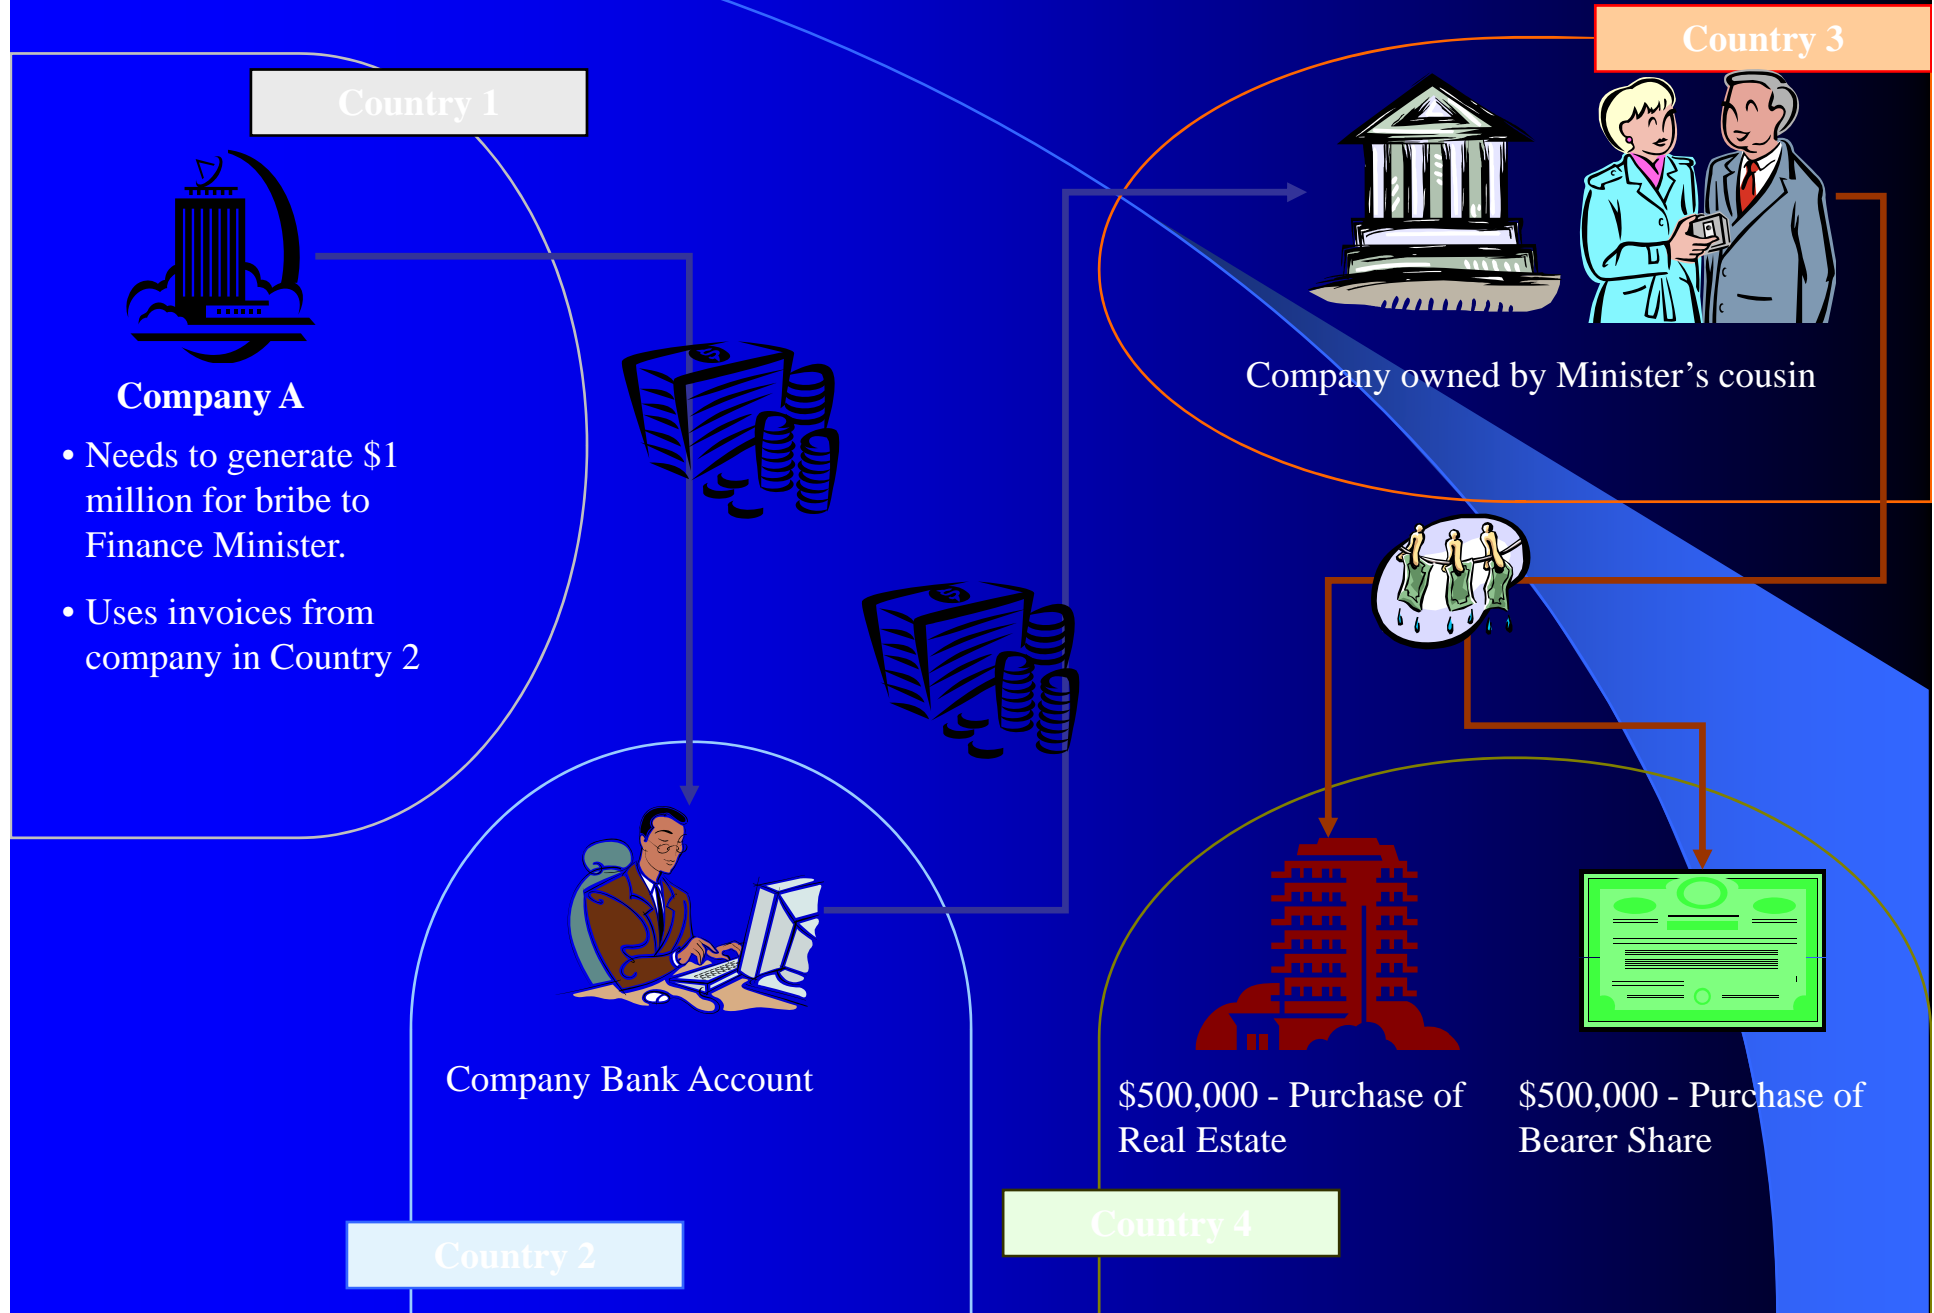 Country 1
Company A
• Needs to generate $1
million for bribe to
Finance Minister.
• Uses invoices from
company in Country 2
Country 3
Company owned by Minister’s cousin
Company Bank Account
Country 2
$500,000 - Purchase of
Real Estate
$500,000 - Purchase of
Bearer Share
Country 4